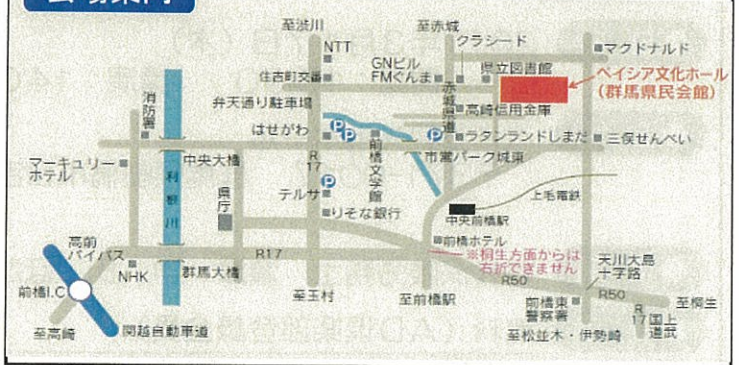 至渋川
至赤城
NTT
クラシード
マクドナルド
GNビル
FMぐんま
県立図書館
住吉町交番
ベイシア文化ホール
(群馬県民会館)
消防署
弁天通り駐車場
赤城県道
高崎信用金庫
はせがわ
P
P
P
ラタンランドしまだ
三俣せんべい
R
17
前橋文学館
市営パーク城東
マーキュリー
ホテル
中央大橋
利根川
県庁
P
テルサ
上毛電鉄
りそな銀行
中央前橋駅
高前
バイパス
R17
前橋ホテル
※桐生方面からは
右折できません
NHK
群馬大橋
天川大島
十字路
前橋I.C
至玉村
至前橋駅
R50
R50
前橋東
警察署
至桐生
至高崎
関越自動車道
至松並木・伊勢崎
R
17
国上
道武